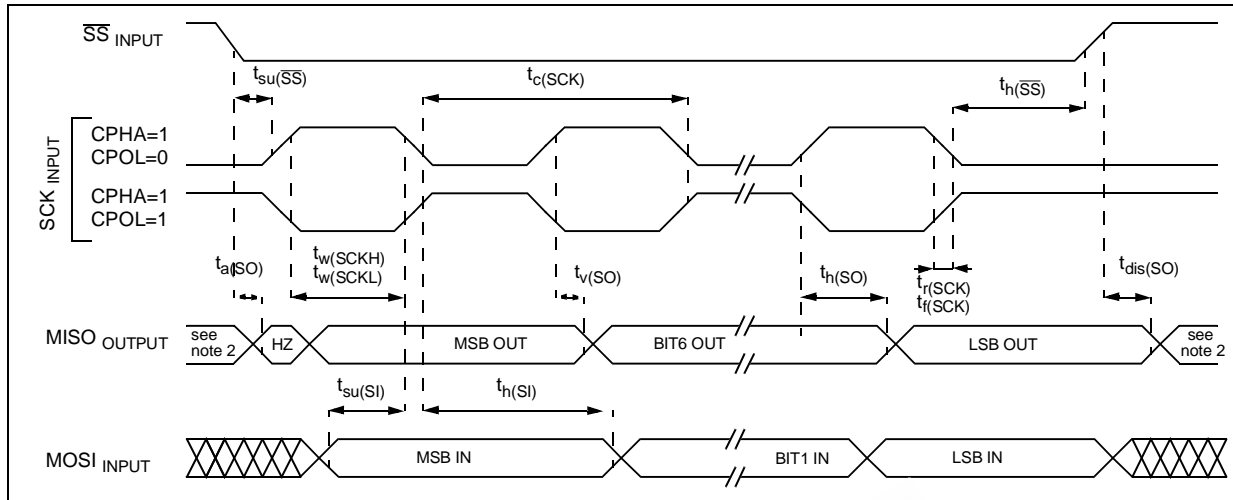 SS INPUT
tsu(SS)
tc(SCK)
th(SS)
SCK INPUT
CPHA=1
CPOL=0
CPHA=1
CPOL=1
ta(SO)
tw(SCKH)
tw(SCKL)
tv(SO)
th(SO)
tr(SCK)
tf(SCK)
tdis(SO)
MISO OUTPUT
see
note 2
HZ
MSB OUT
BIT6 OUT
LSB OUT
see
note 2
tsu(SI)
th(SI)
MOSI INPUT
MSB IN
BIT1 IN
LSB IN